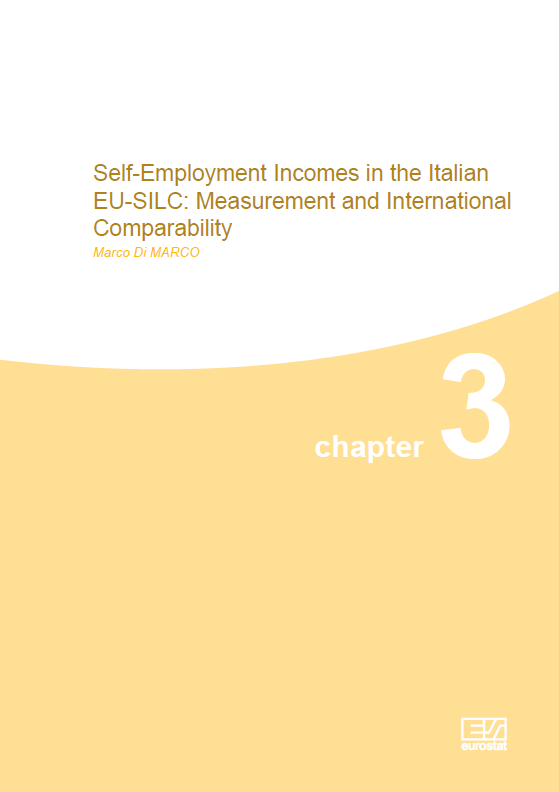 Self-Employment Incomes in the Italian
EU-SILC: Measurement and International
Comparability
Marco Di MARCO
chapter 3
eurostat